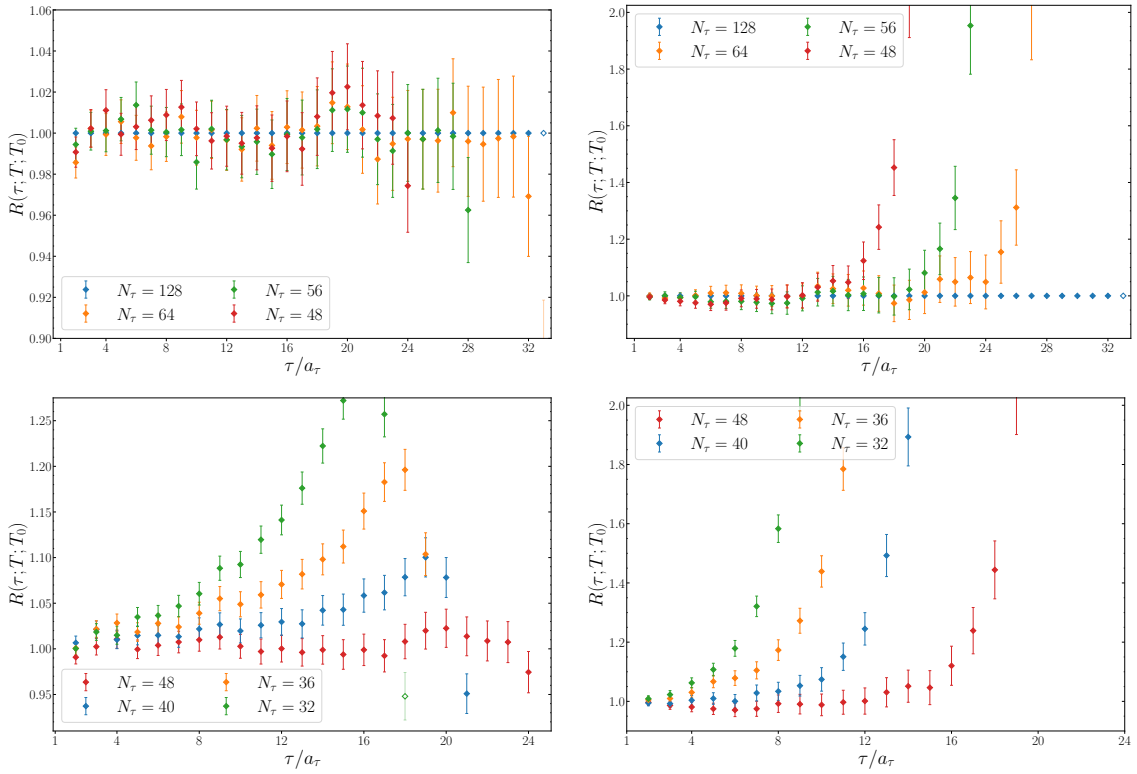 R(τ; T; T₀)
1.06
1.04
1.02
1.00
0.98
0.96
0.94
0.92
0.90
N_τ = 128
N_τ = 64
N_τ = 56
N_τ = 48
1 4 8 12 16 20 24 28 32
τ/a_τ
R(τ; T; T₀)
2.0
1.8
1.6
1.4
1.2
1.0
N_τ = 128
N_τ = 64
N_τ = 56
N_τ = 48
1 4 8 12 16 20 24 28 32
τ/a_τ
R(τ; T; T₀)
1.25
1.20
1.15
1.10
1.05
1.00
0.95
N_τ = 48
N_τ = 40
N_τ = 36
N_τ = 32
1 4 8 12 16 20 24
τ/a_τ
R(τ; T; T₀)
2.0
1.8
1.6
1.4
1.2
1.0
N_τ = 48
N_τ = 40
N_τ = 36
N_τ = 32
1 4 8 12 16 20 24
τ/a_τ